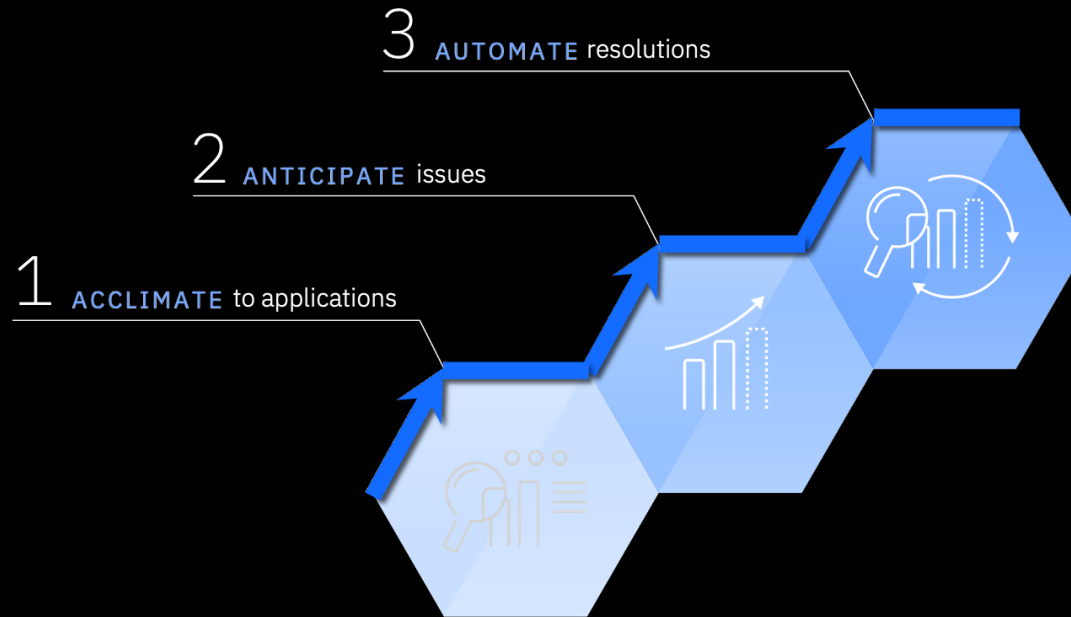 3 AUTOMATE resolutions
2 ANTICIPATE issues
1 ACCLIMATE to applications